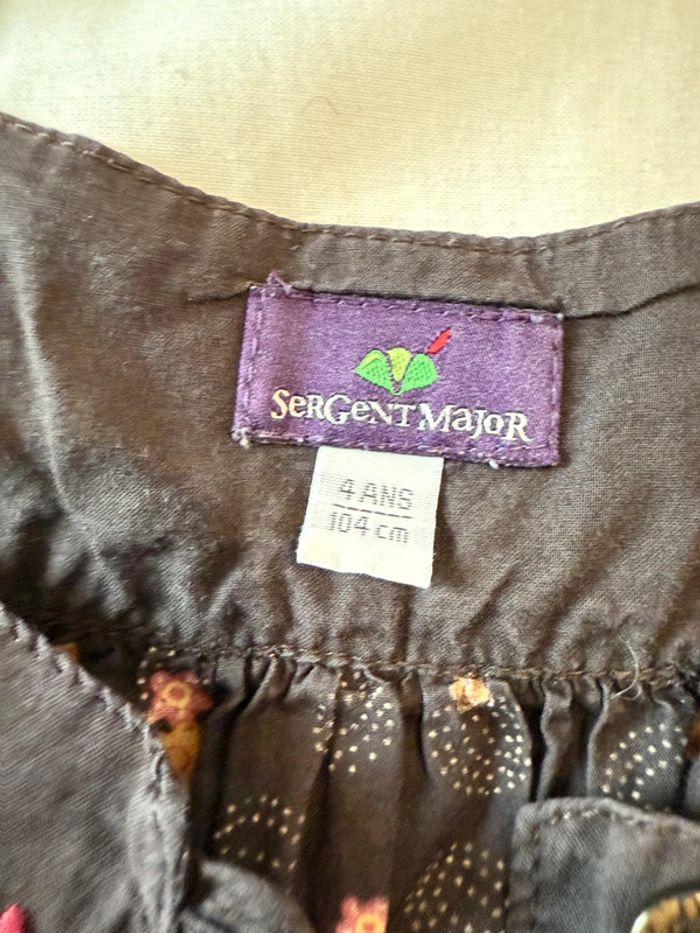 SerGeNT MaJoR
4 ANS
104 cm